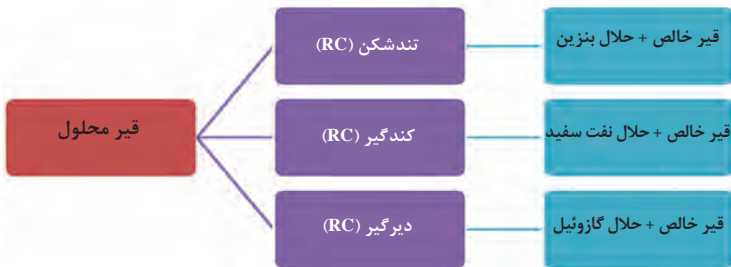 قیر محلول
تندشکن (RC)
قیر خالص + حلال بنزین
کندگیر (RC)
قیر خالص + حلال نفت سفید
دیرگیر (RC)
قیر خالص + حلال گازوئیل